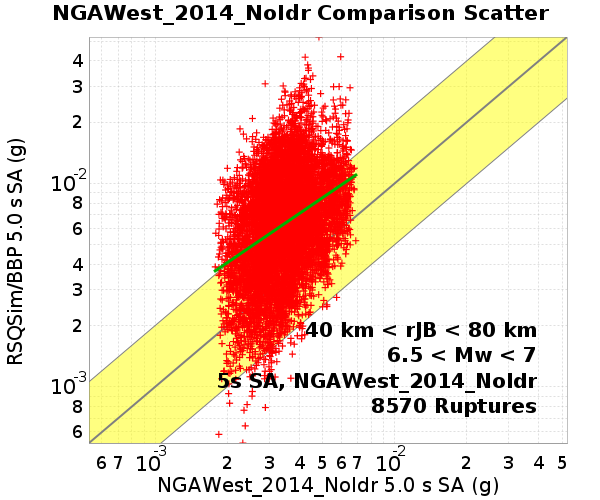 NGAWest_2014_NoIdr Comparison Scatter
RSQSim/BBP 5.0 s SA (g)
4
3
2
10-2
8
6
4
3
2
10-3
8
6
40 km < rJB < 80 km
6.5 < Mw < 7
5s SA, NGAWest_2014_NoIdr
8570 Ruptures
6 7 10-3 2 3 4 5 6 7 10-2 2 3 4 5
NGAWest_2014_NoIdr 5.0 s SA (g)